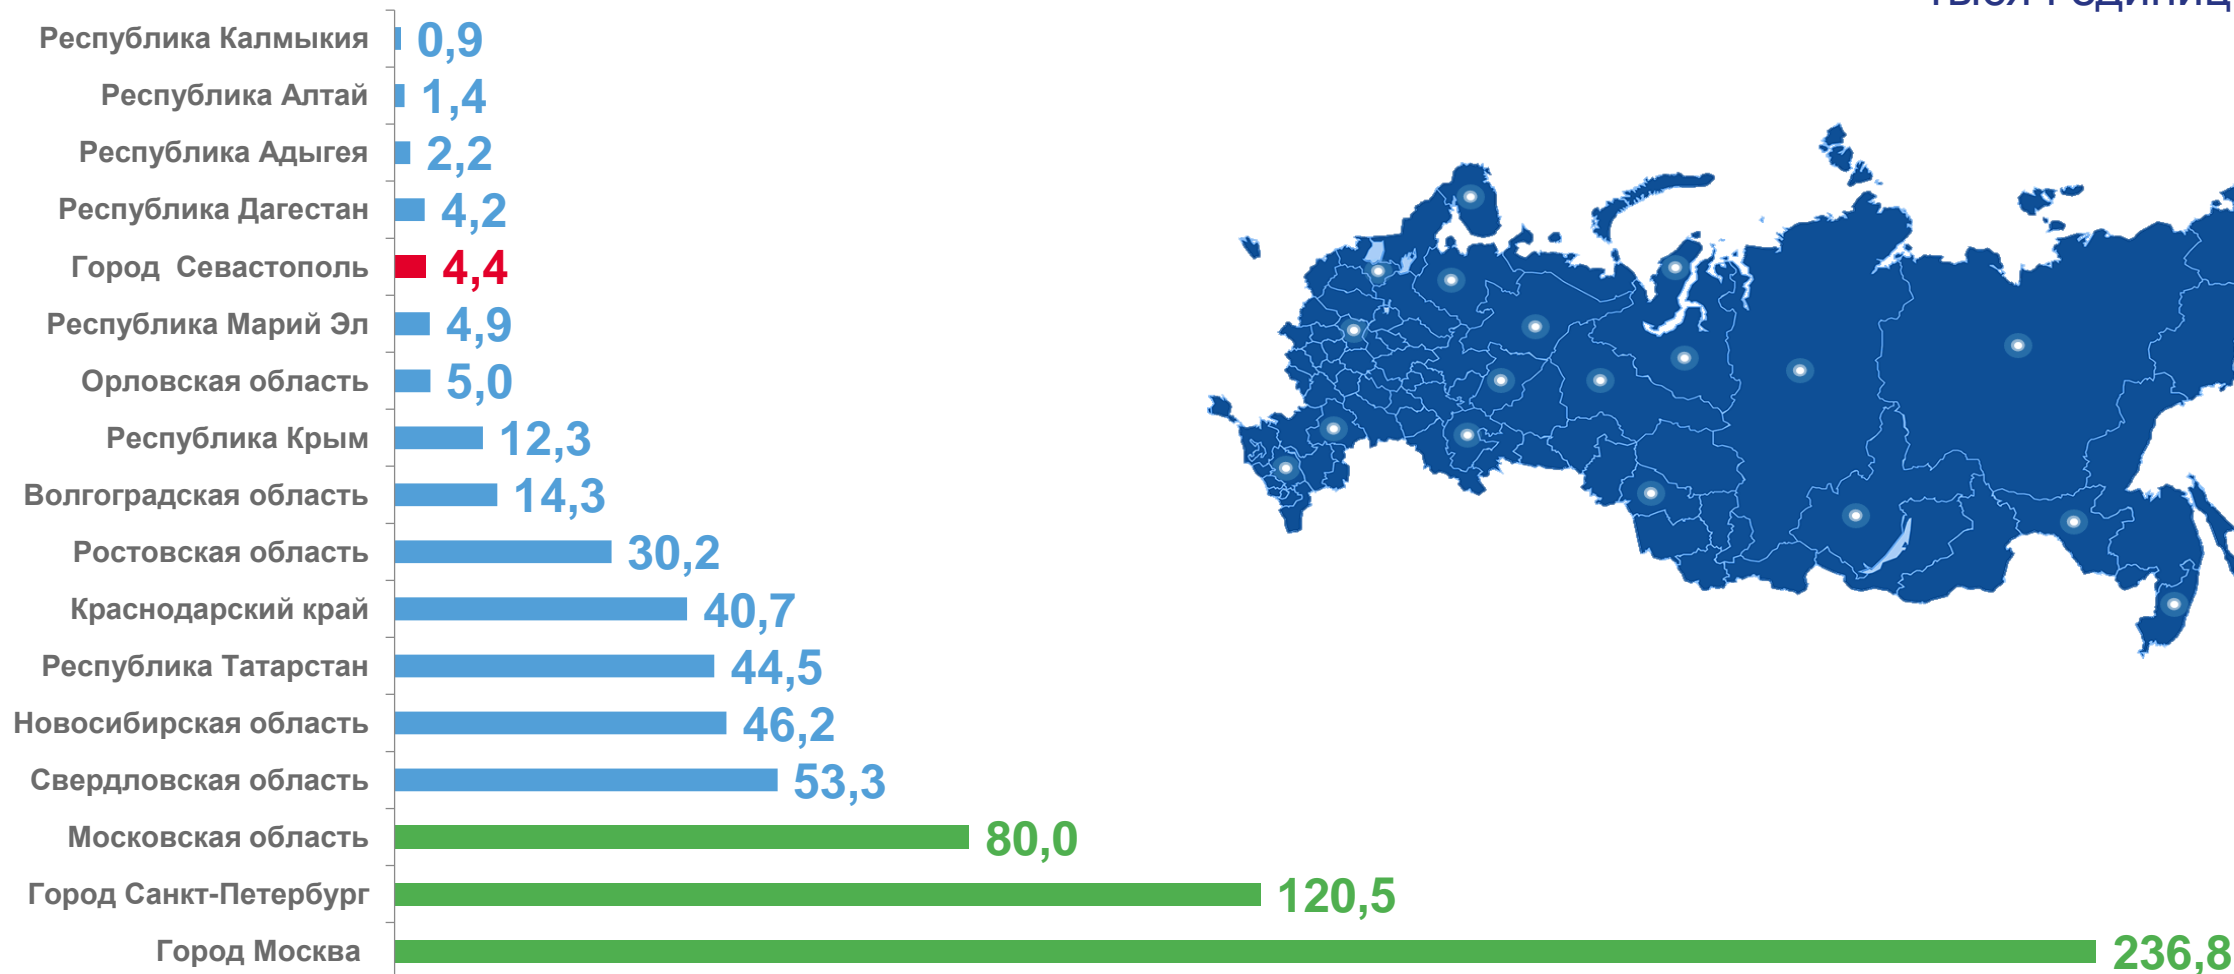 Республика Калмыкия 0,9
Республика Алтай 1,4
Республика Адыгея 2,2
Республика Дагестан 4,2
Город Севастополь 4,4
Республика Марий Эл 4,9
Орловская область 5,0
Республика Крым 12,3
Волгоградская область 14,3
Ростовская область 30,2
Краснодарский край 40,7
Республика Татарстан 44,5
Новосибирская область 46,2
Свердловская область 53,3
Московская область 80,0
Город Санкт-Петербург 120,5
Город Москва 236,8